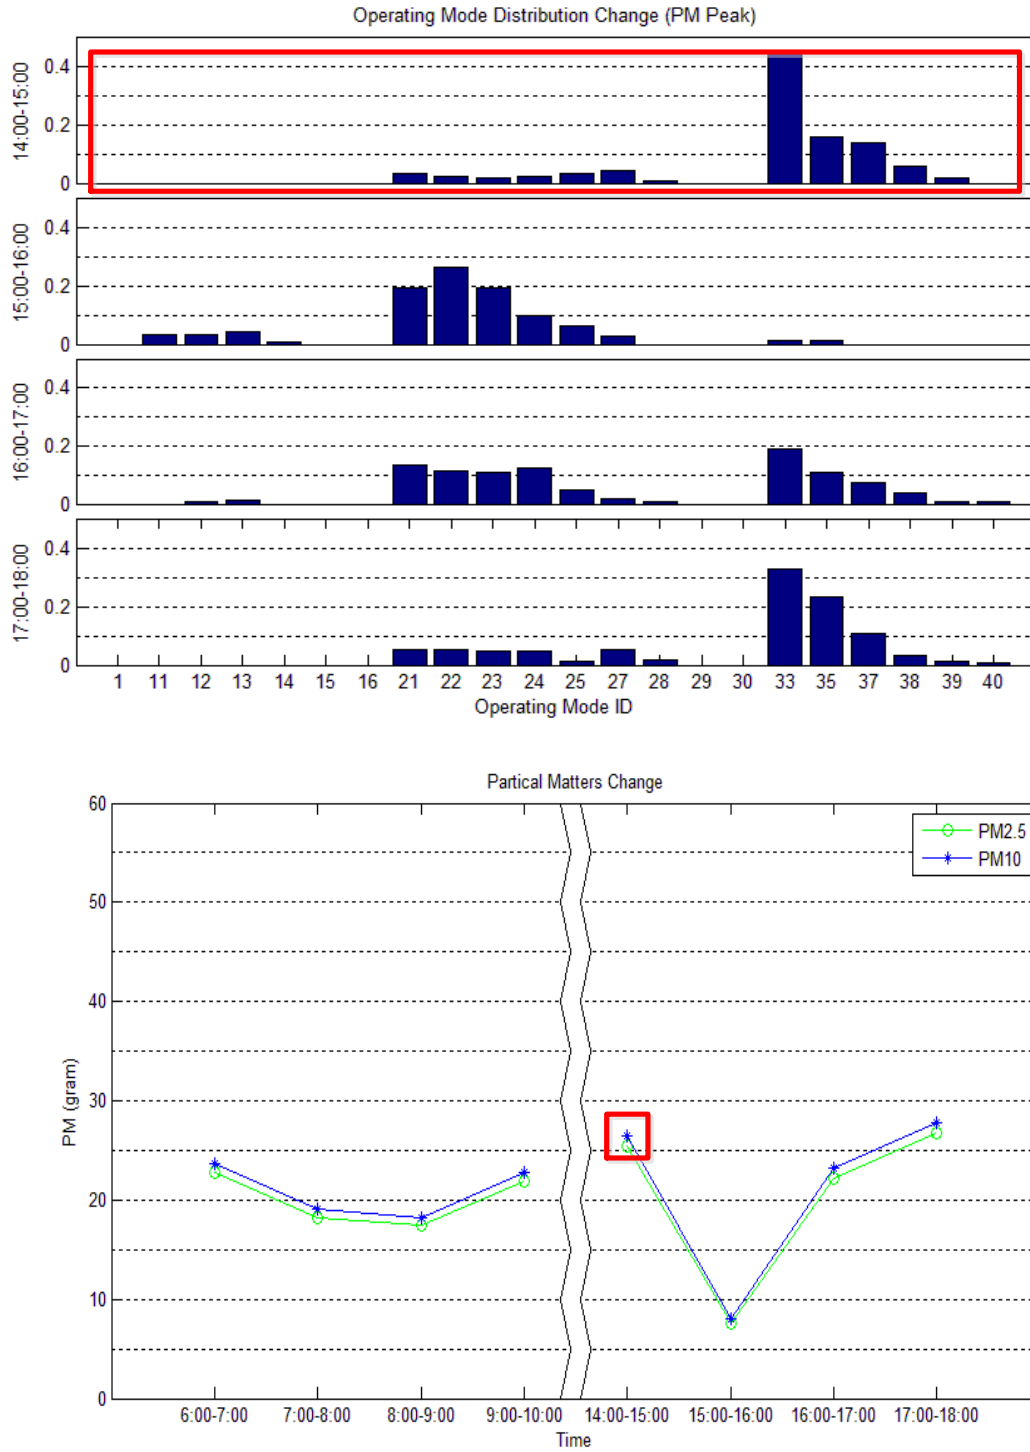 Operating Mode Distribution Change (PM Peak)
14:00-15:00
0.4
0.2
0
15:00-16:00
0.4
0.2
0
16:00-17:00
0.4
0.2
0
17:00-18:00
0.4
0.2
0
1 11 12 13 14 15 16 21 22 23 24 25 27 28 29 30 33 35 37 38 39 40
Operating Mode ID
Partical Matters Change
PM (gram)
60
50
40
30
20
10
0
PM2.5
PM10
6:00-7:00 7:00-8:00 8:00-9:00 9:00-10:00 14:00-15:00 15:00-16:00 16:00-17:00 17:00-18:00
Time